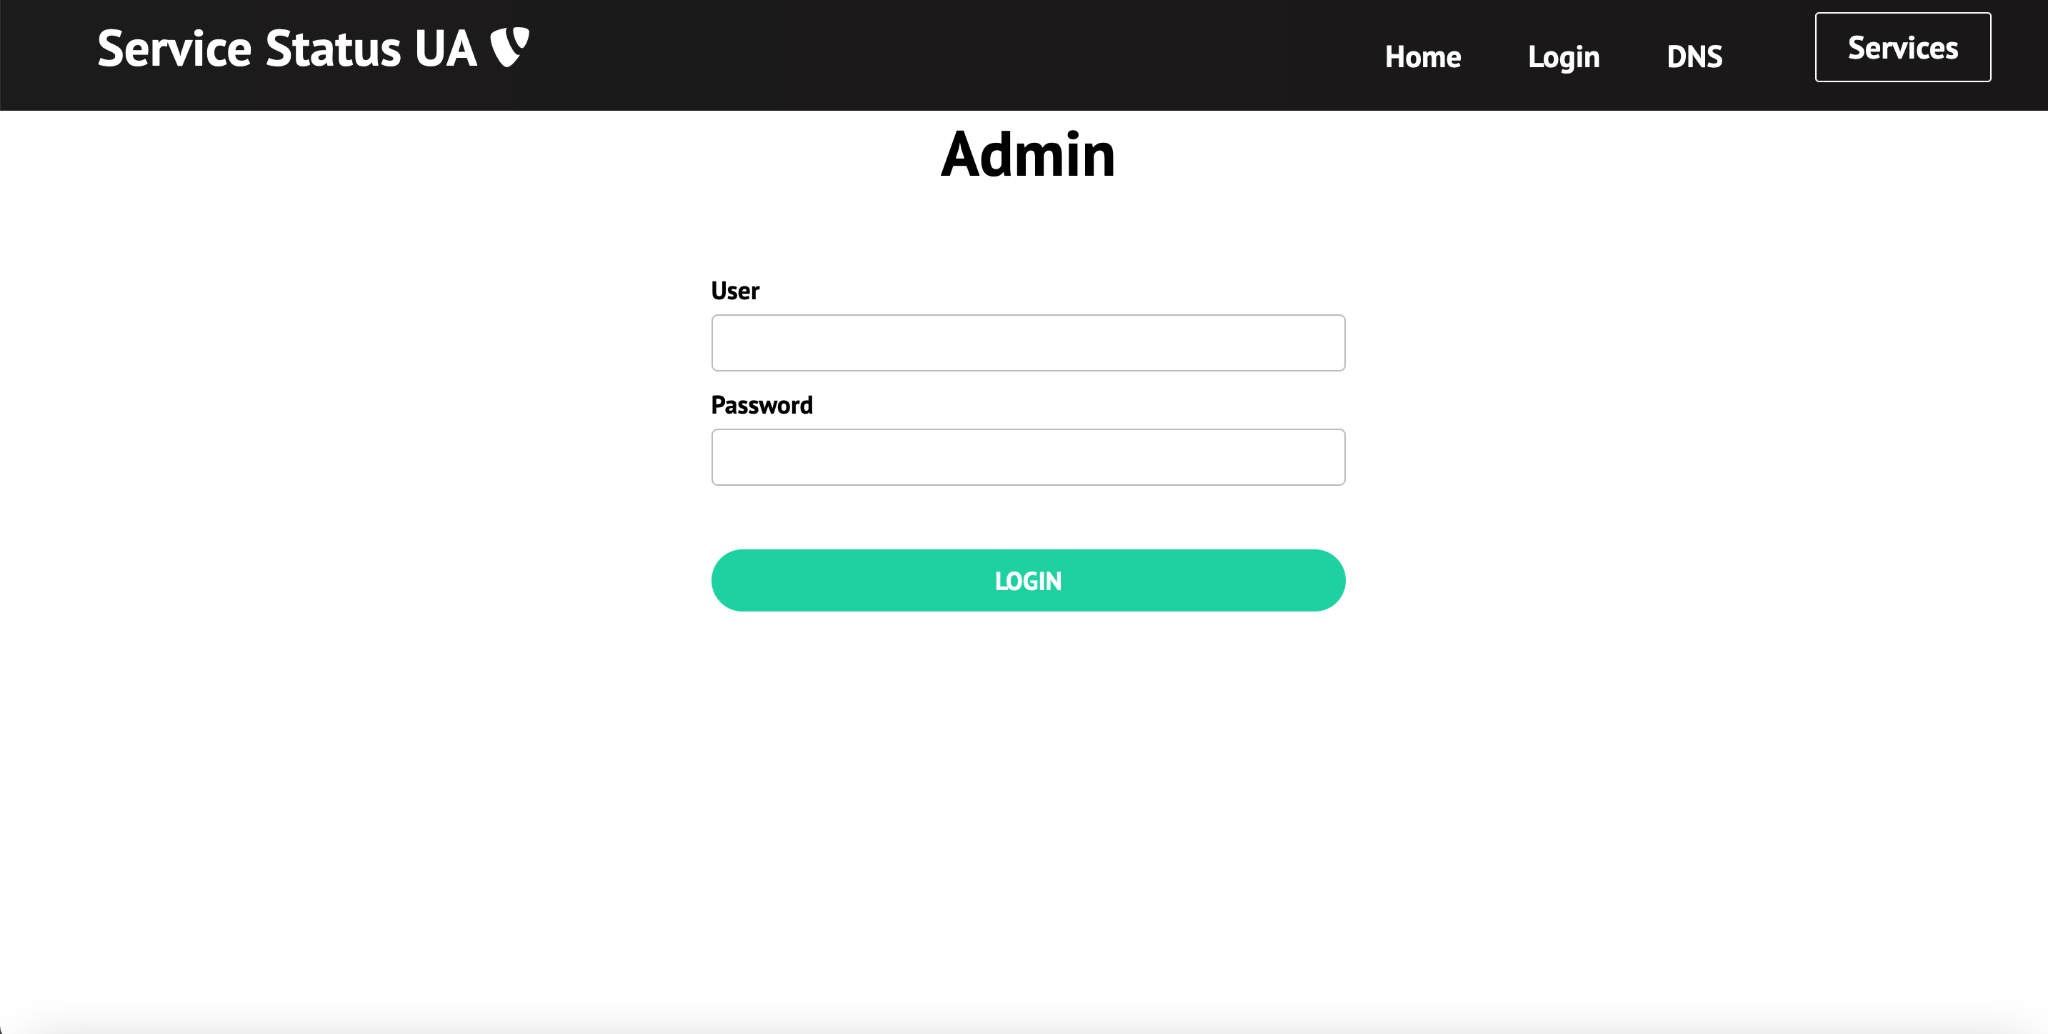 Service Status UA
Home Login DNS Services
Admin
User
Password
LOGIN